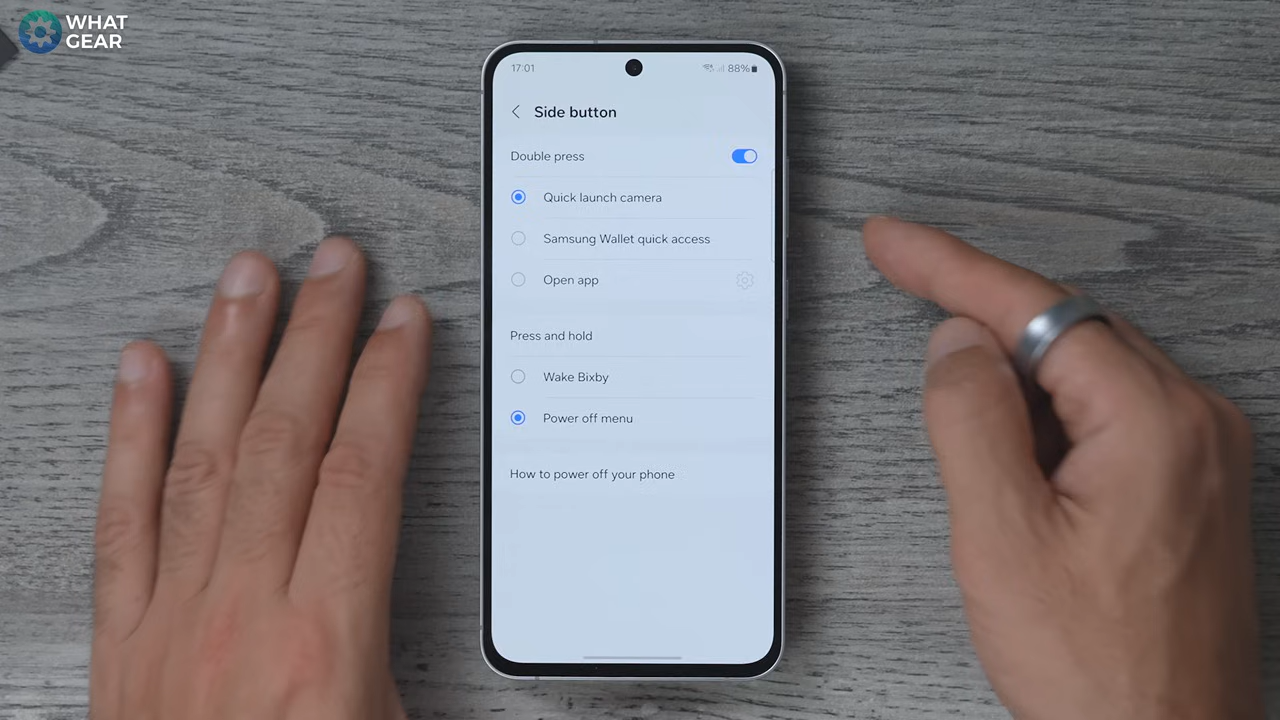 WHAT
GEAR
17:01 88%
Side button
Double press
Quick launch camera
Samsung Wallet quick access
Open app
Press and hold
Wake Bixby
Power off menu
How to power off your phone